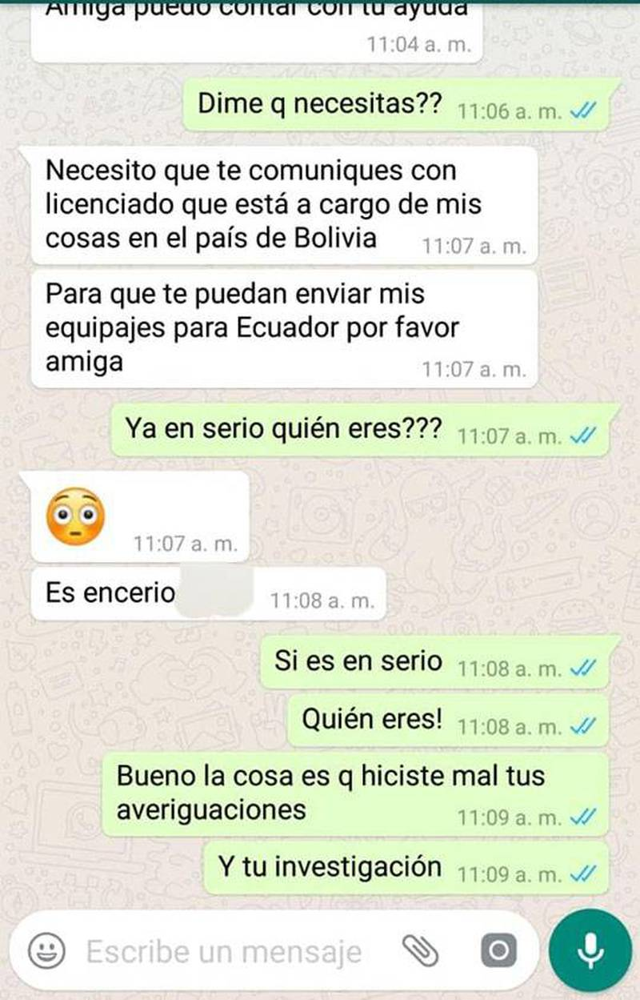 Amiga puedo contar con tu ayuda
11:04 a. m.
Dime q necesitas?? 11:06 a. m.
Necesito que te comuniques con
licenciado que está a cargo de mis
cosas en el país de Bolivia 11:07 a. m.
Para que te puedan enviar mis
equipajes para Ecuador por favor
amiga 11:07 a. m.
Ya en serio quién eres??? 11:07 a. m.
11:07 a. m.
Es encerio 11:08 a. m.
Si es en serio 11:08 a. m.
Quién eres! 11:08 a. m.
Bueno la cosa es q hiciste mal tus
averiguaciones 11:09 a. m.
Y tu investigación 11:09 a. m.
Escribe un mensaje